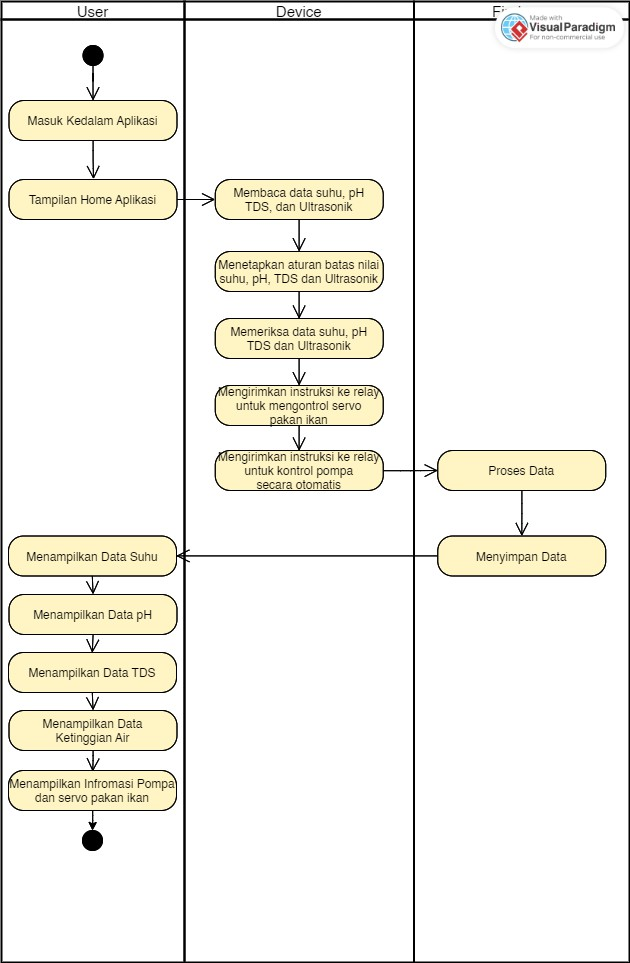 User
Device
Made with
VisualParadigm
For non-commercial use
Masuk Kedalam Aplikasi
Tampilan Home Aplikasi
Membaca data suhu, pH
TDS, dan Ultrasonik
Menetapkan aturan batas nilai
suhu, pH, TDS dan Ultrasonik
Memeriksa data suhu, pH
TDS dan Ultrasonik
Mengirimkan instruksi ke relay
untuk mengontrol servo
pakan ikan
Mengirimkan instruksi ke relay
untuk kontrol pompa
secara otomatis
Proses Data
Menyimpan Data
Menampilkan Data Suhu
Menampilkan Data pH
Menampilkan Data TDS
Menampilkan Data
Ketinggian Air
Menampilkan Infromasi Pompa
dan servo pakan ikan